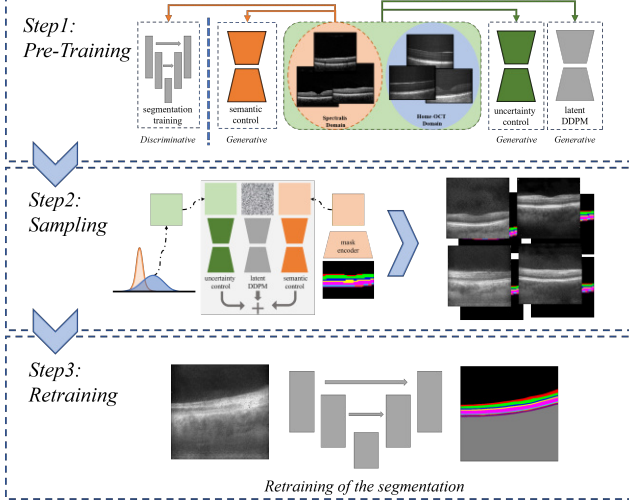 Step1:
Pre-Training
segmentation
training
Discriminative
semantic
control
Generative
Spectralis
Domain
Home-OCT
Domain
uncertainty
control
Generative
latent
DDPM
Generative
Step2:
Sampling
uncertainty
control
latent
DDPM
semantic
control
mask
encoder
Step3:
Retraining
Retraining of the segmentation